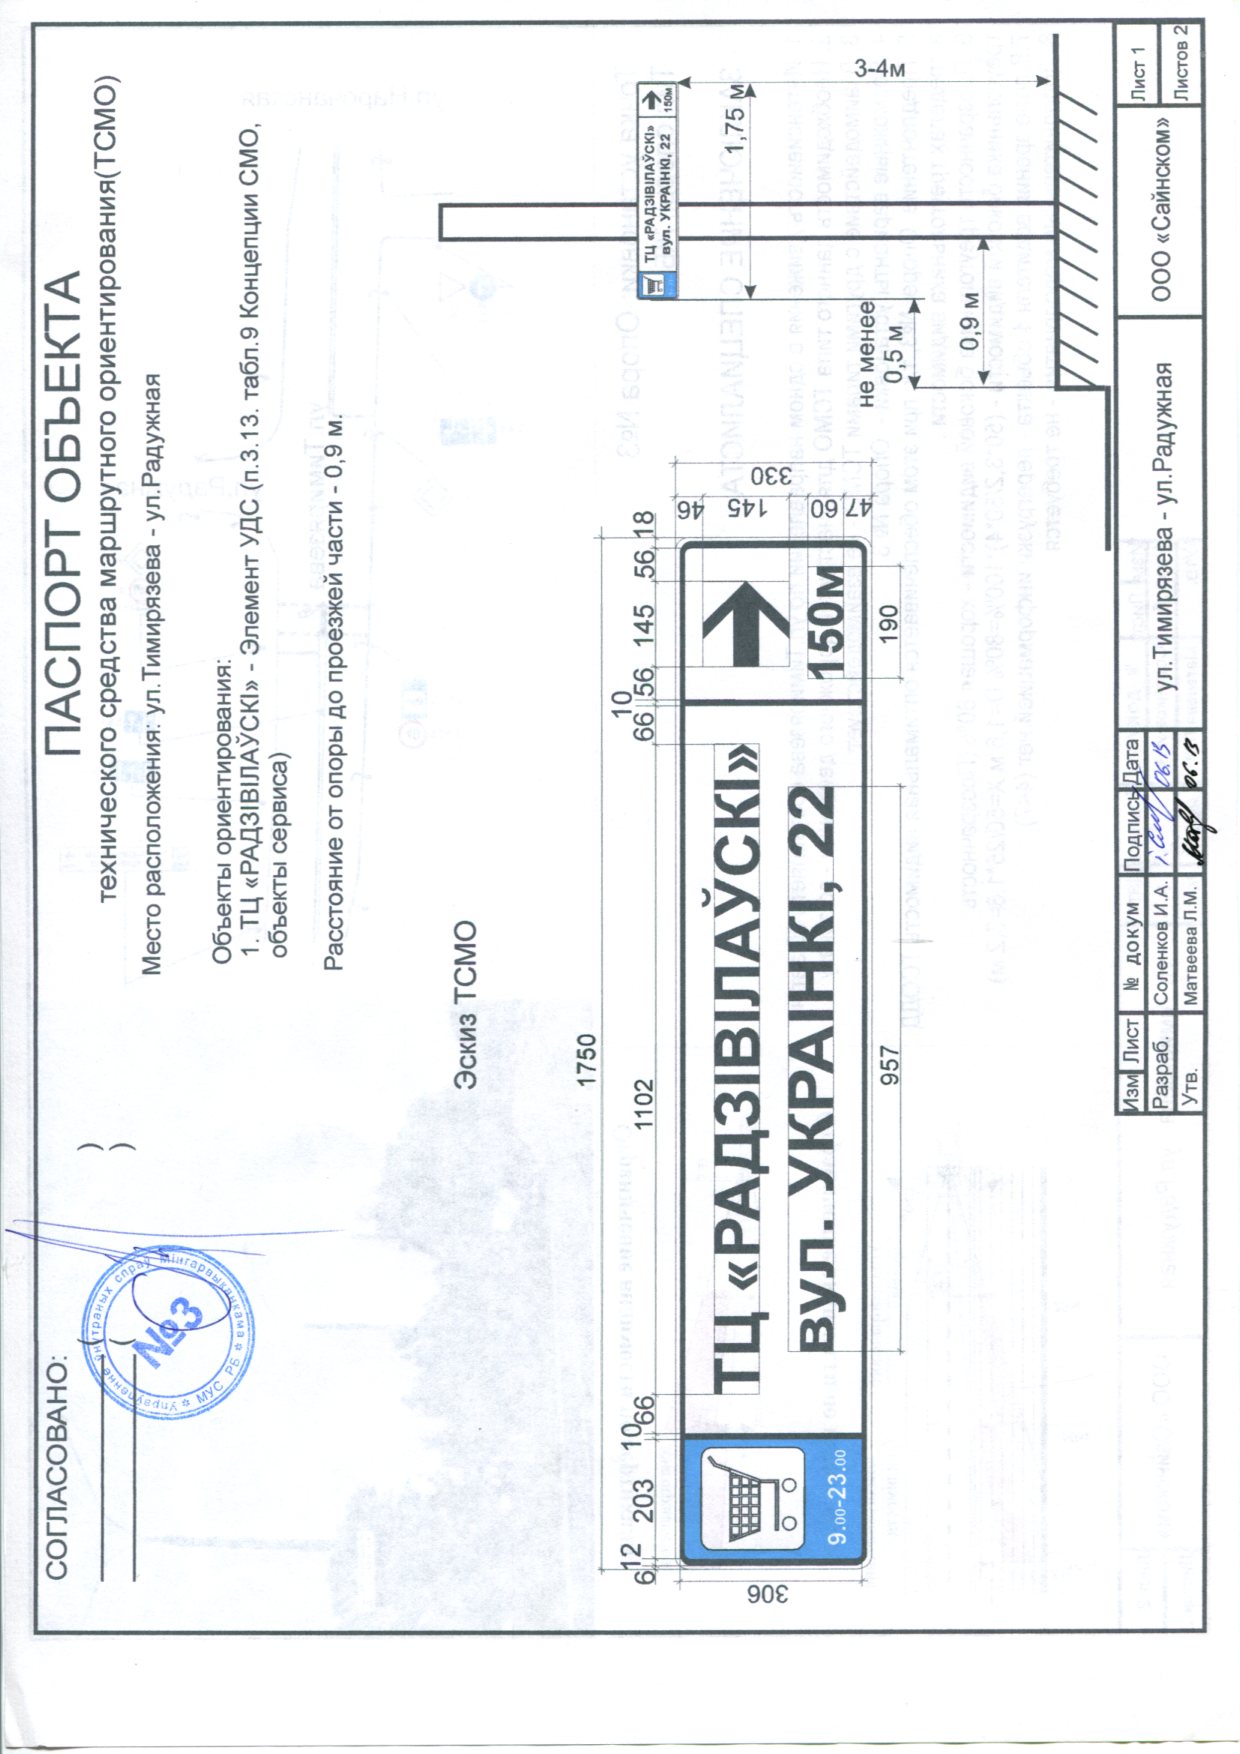 СОГЛАСОВАНО:
№3
ўпраўленне ўнутраных спраў Мінгарвыканкама
МУС РБ
ПАСПОРТ ОБЪЕКТА
технического средства маршрутного ориентирования(ТСМО)
Место расположения: ул.Тимирязева - ул.Радужная
Объекты ориентирования:
1. ТЦ «РАДЗІВІЛАЎСКІ» - Элемент УДС (п.3.13. табл.9 Концепции СМО,
объекты сервиса)
Расстояние от опоры до проезжей части - 0,9 м.
Эскиз ТСМО
1750
6 12 203 10 66 1102 66 10 56 145 56 18
306
9.00-23.00
ТЦ «РАДЗІВІЛАЎСКІ»
вул. УКРАІНКІ, 22
150м
957
190
46 145 60 47
330
ТЦ «РАДЗІВІЛАЎСКІ»
вул. УКРАІНКІ, 22
150м
1,75 м
3-4м
не менее
0,5 м
0,9 м
Изм Лист № докум Подпись Дата
Разраб. Соленков И.А. 06.13
Утв. Матвеева Л.М. 06.13
ул.Тимирязева - ул.Радужная
ООО «Сайнском»
Лист 1
Листов 2